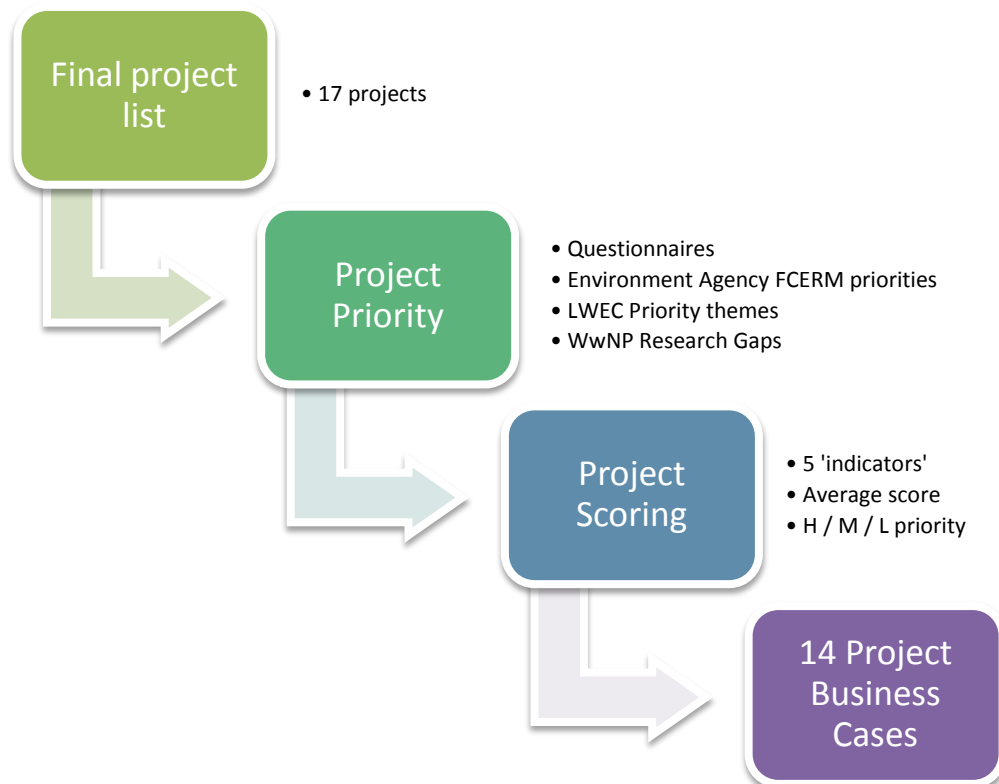 Final project
list
• 17 projects
Project
Priority
• Questionnaires
• Environment Agency FCERM priorities
• LWEC Priority themes
• WwNP Research Gaps
Project
Scoring
• 5 'indicators'
• Average score
• H / M / L priority
14 Project
Business
Cases